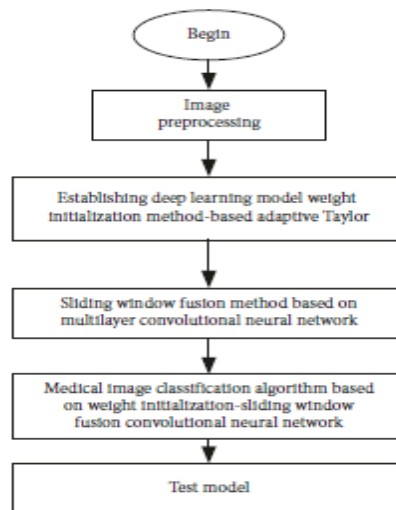 Begin
Image
preprocessing
Establishing deep learning model weight
initialization method-based adaptive Taylor
Sliding window fusion method based on
multilayer convolutional neural network
Medical image classification algorithm based
on weight initialization–sliding window
fusion convolutional neural network
Test model